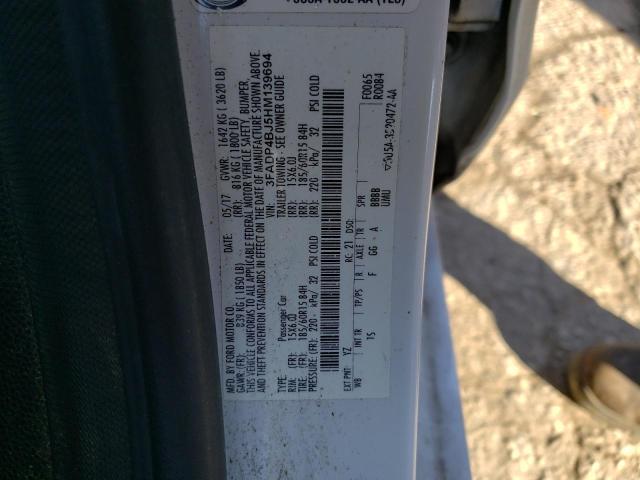 MFD. BY FORD MOTOR CO.
DATE: 05/17 GVWR: 1642 KG ( 3620 LB)
GAWR: (FR): 839 KG ( 1850 LB) (RR): 816 KG ( 1800 LB)
THIS VEHICLE CONFORMS TO ALL APPLICABLE FEDERAL MOTOR VEHICLE SAFETY, BUMPER,
AND THEFT PREVENTION STANDARDS IN EFFECT ON THE DATE OF MANUFACTURE SHOWN ABOVE.
VIN: 3FADP4BJ5HM139694
TYPE: Passenger Car TRAILER TOWING - SEE OWNER GUIDE
RIM: (FR): 15X6.0J (RR): 15X6.0J
TIRE: (FR): 185/60R15 84H (RR): 185/60R15 84H
PRESSURE: (FR): 220 kPa/ 32 PSI COLD (RR): 220 kPa/ 32 PSI COLD
EXT PNT: YZ RC: 21 DSO: F0065
R0084
WB INT TR TP/PS R AXLE TR SPR
15 F GG A BBBB
UMU